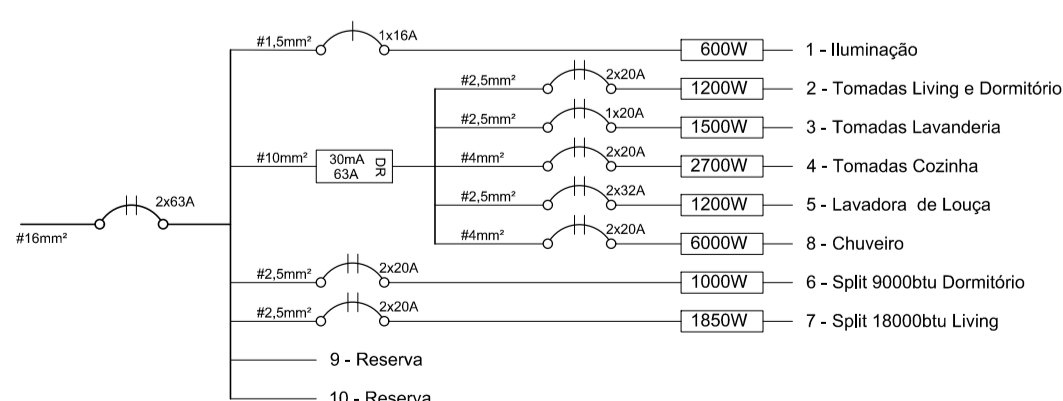 #1,5mm² 1x16A 600W 1 - Iluminação
#2,5mm² 2x20A 1200W 2 - Tomadas Living e Dormitório
#2,5mm² 1x20A 1500W 3 - Tomadas Lavanderia
#10mm² 30mA 63A DR #4mm² 2x20A 2700W 4 - Tomadas Cozinha
#2,5mm² 2x32A 1200W 5 - Lavadora de Louça
#16mm² 2x63A
#4mm² 2x20A 6000W 8 - Chuveiro
#2,5mm² 2x20A 1000W 6 - Split 9000btu Dormitório
#2,5mm² 2x20A 1850W 7 - Split 18000btu Living
9 - Reserva
10 - Reserva